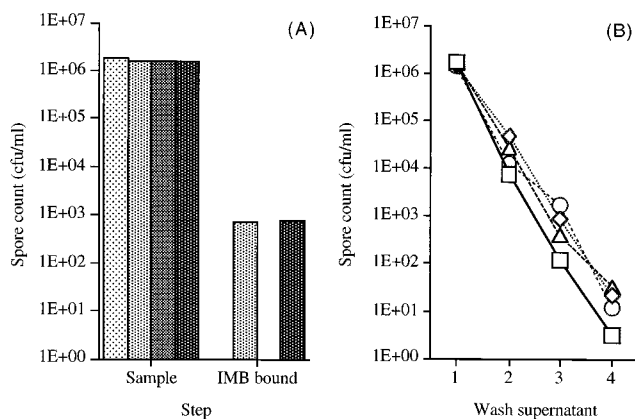 (A)
Spore count (cfu/ml)
1E+07
1E+06
1E+05
1E+04
1E+03
1E+02
1E+01
1E+00
Sample IMB bound
Step
(B)
Spore count (cfu/ml)
1E+07
1E+06
1E+05
1E+04
1E+03
1E+02
1E+01
1E+00
1 2 3 4
Wash supernatant